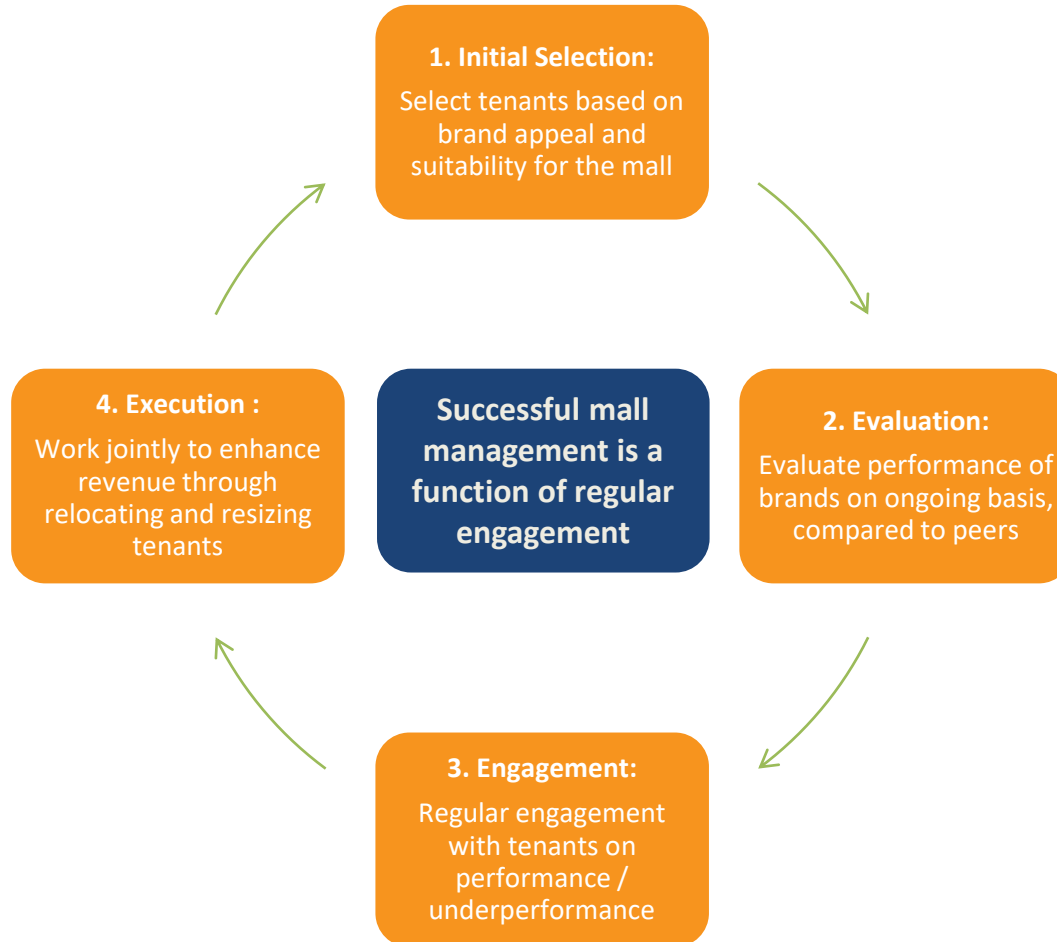 1. Initial Selection:
Select tenants based on
brand appeal and
suitability for the mall
4. Execution :
Work jointly to enhance
revenue through
relocating and resizing
tenants
Successful mall
management is a
function of regular
engagement
2. Evaluation:
Evaluate performance of
brands on ongoing basis,
compared to peers
3. Engagement:
Regular engagement
with tenants on
performance /
underperformance